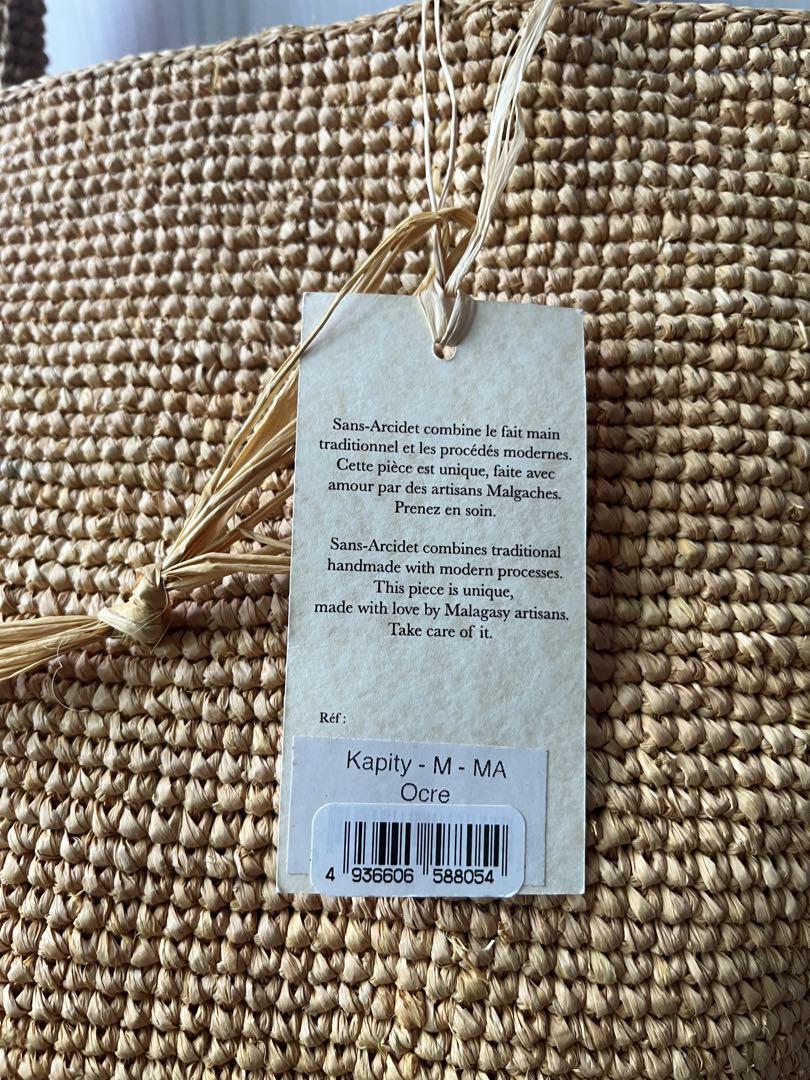 Sans-Arcidet combine le fait main
traditionnel et les procédés modernes.
Cette pièce est unique, faite avec
amour par des artisans Malgaches.
Prenez en soin.
Sans-Arcidet combines traditional
handmade with modern processes.
This piece is unique,
made with love by Malagasy artisans.
Take care of it.
Réf :
Kapity - M - MA
Ocre
4 936606 588054